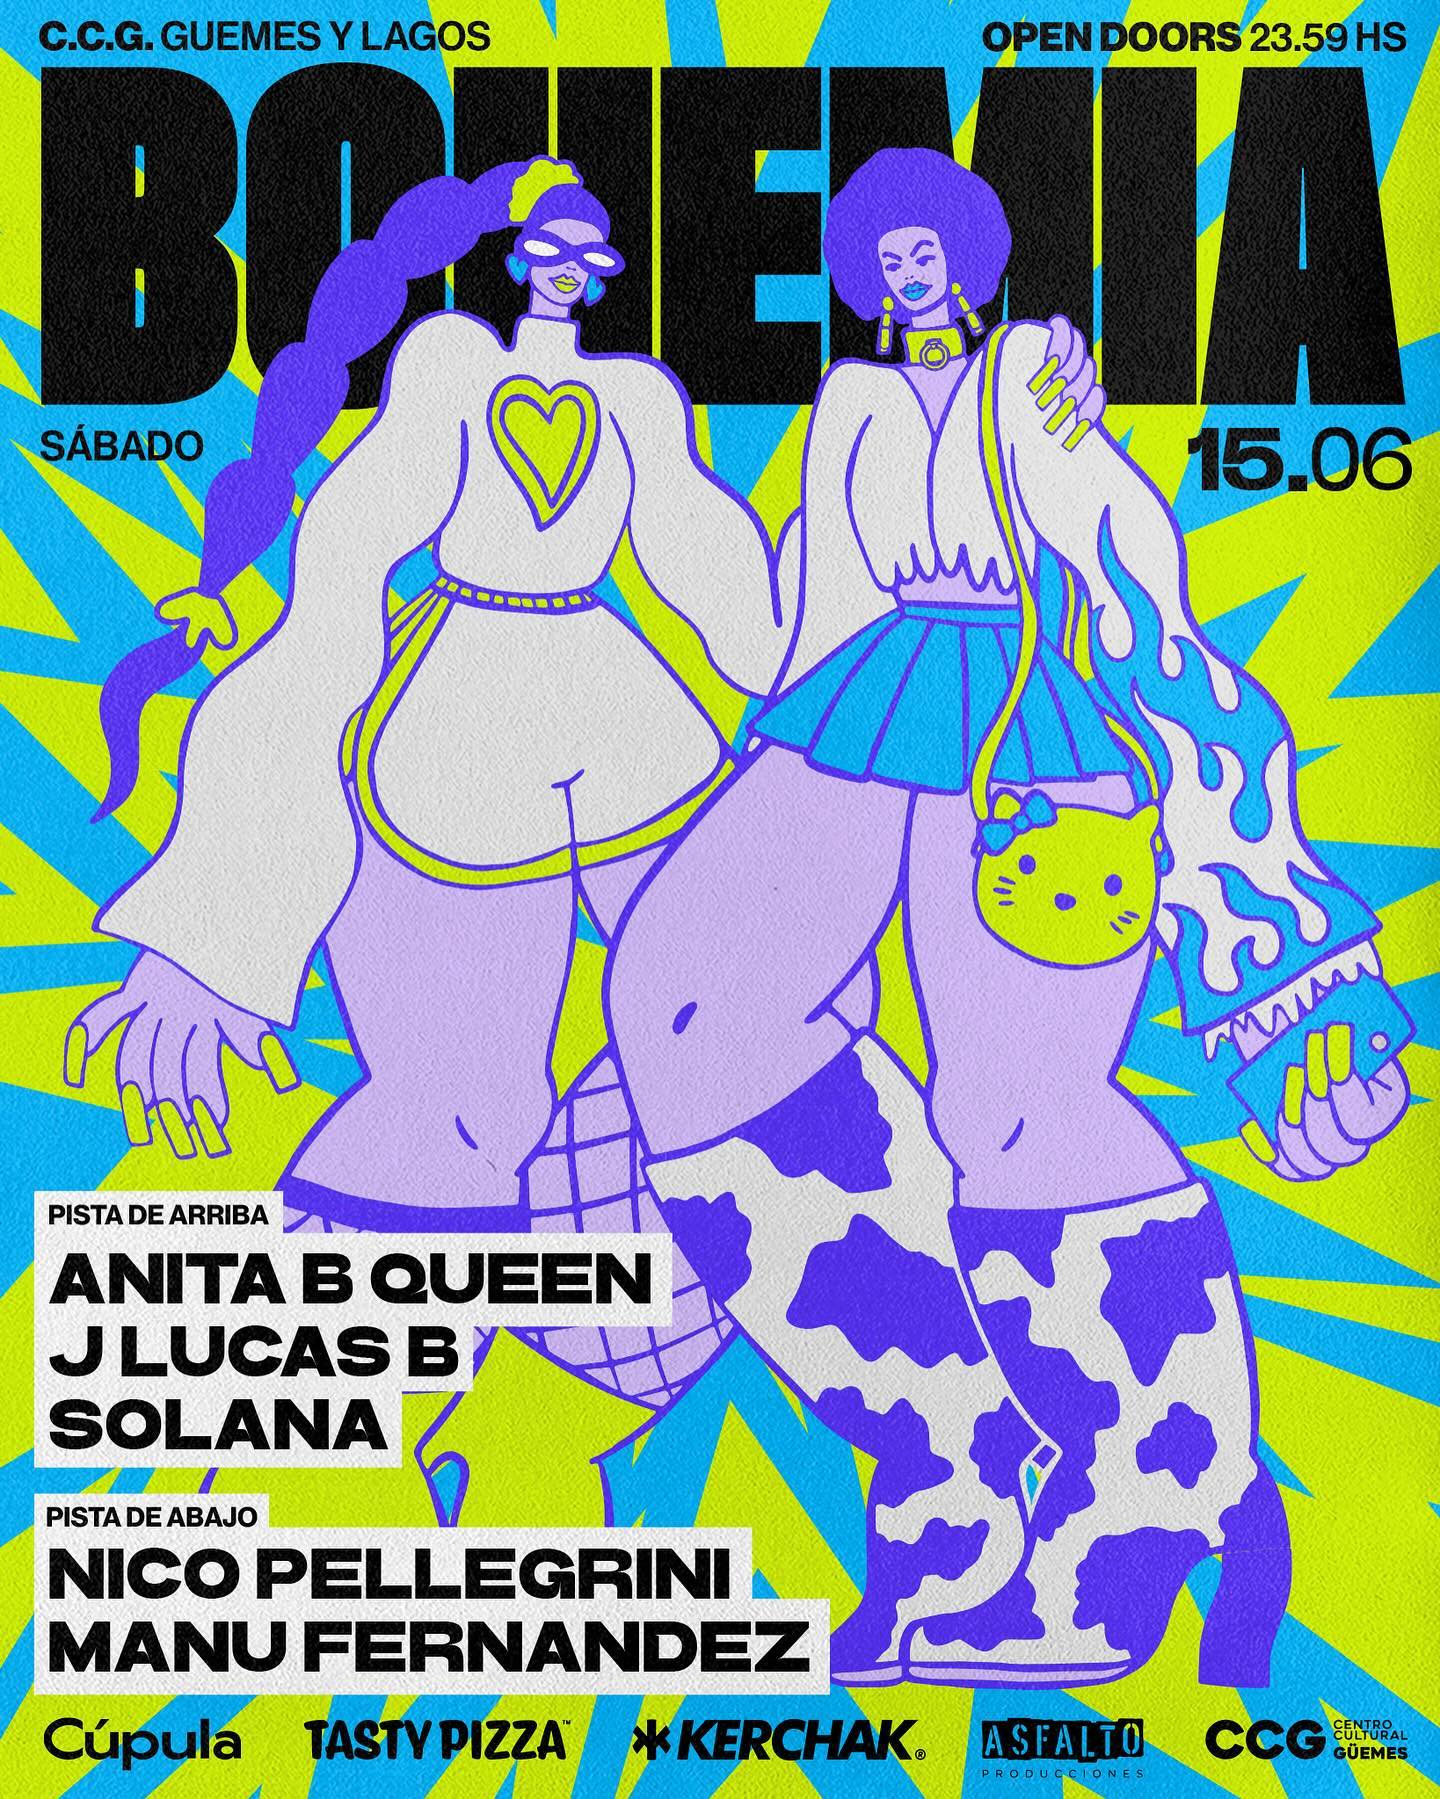 C.C.G. GUEMES Y LAGOS
OPEN DOORS 23.59 HS
BOHEMIA
SÁBADO
15.06
PISTA DE ARRIBA
ANITA B QUEEN
J LUCAS B
SOLANA
PISTA DE ABAJO
NICO PELLEGRINI
MANU FERNANDEZ
Cúpula
TASTY PIZZA™
KERCHAK®
ASFALTO
PRODUCCIONES
CCG
CENTRO
CULTURAL
GÜEMES